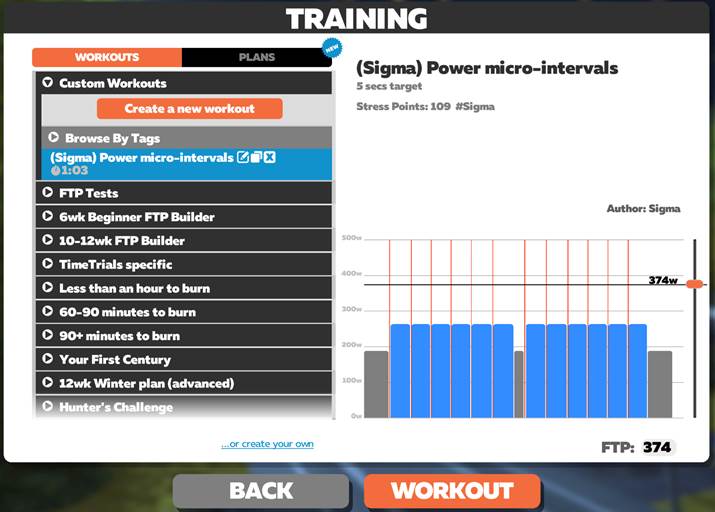 TRAINING
WORKOUTS
PLANS
NEW
Custom Workouts
Create a new workout
Browse By Tags
(Sigma) Power micro-intervals
1:03
FTP Tests
6wk Beginner FTP Builder
10-12wk FTP Builder
TimeTrials specific
Less than an hour to burn
60-90 minutes to burn
90+ minutes to burn
Your First Century
12wk Winter plan (advanced)
Hunter's Challenge
...or create your own
(Sigma) Power micro-intervals
5 secs target
Stress Points: 109 #Sigma
Author: Sigma
500w
400w
374w
300w
200w
100w
0w
FTP: 374
BACK
WORKOUT